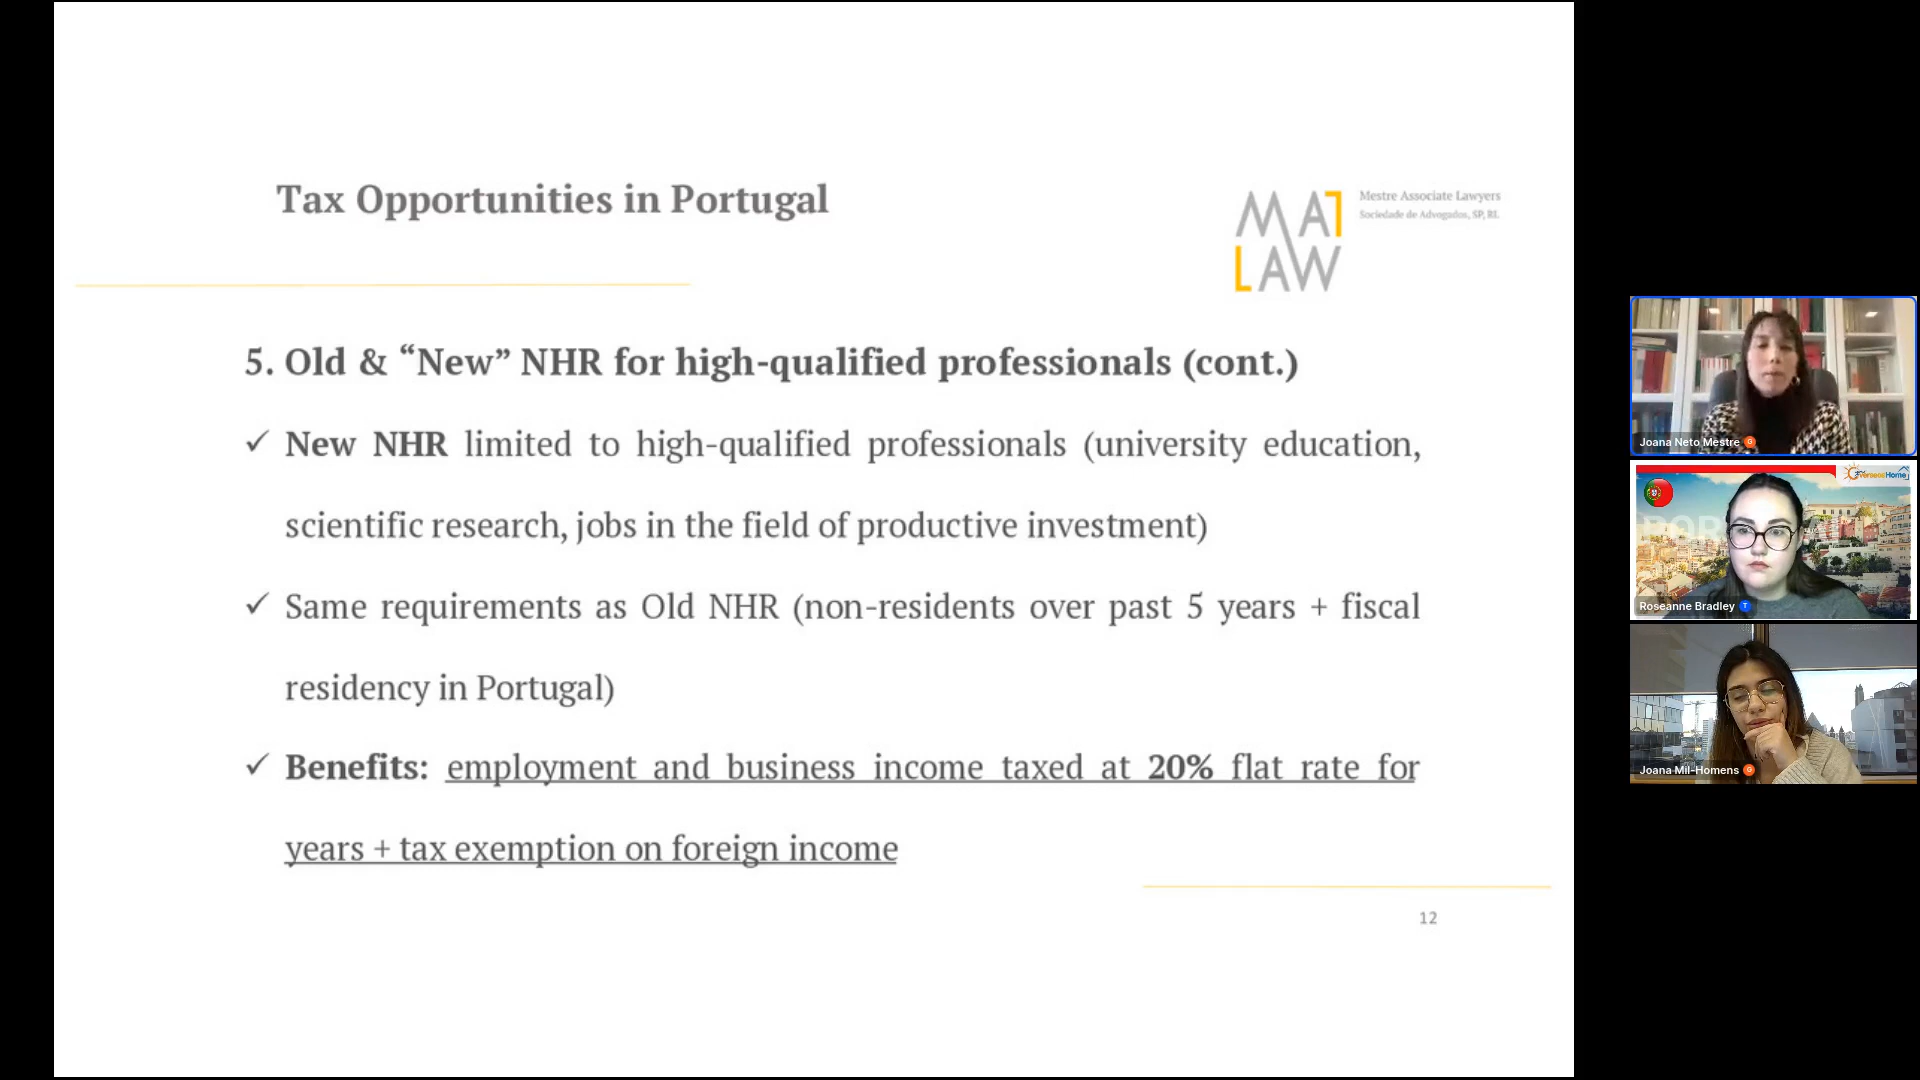 Tax Opportunities in Portugal
MAT
LAW
Mestre Associate Lawyers
Sociedade de Advogados, SP, RL
5. Old & “New” NHR for high-qualified professionals (cont.)
✓ New NHR limited to high-qualified professionals (university education,
scientific research, jobs in the field of productive investment)
✓ Same requirements as Old NHR (non-residents over past 5 years + fiscal
residency in Portugal)
✓ Benefits: employment and business income taxed at 20% flat rate for
years + tax exemption on foreign income
12
Joana Neto Mestre G
OverseasHome
Roseanne Bradley T
Joana Mil-Homens G